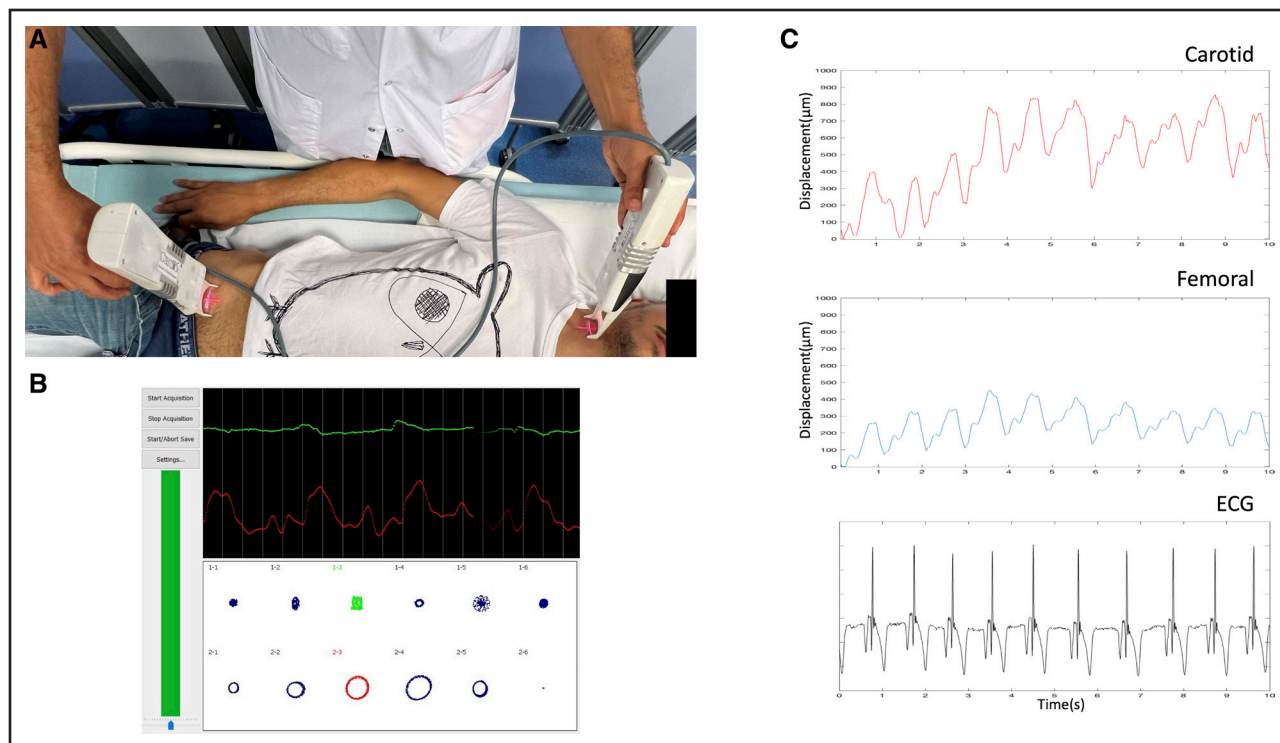 A
B
Start Acquisition
Stop Acquisition
Start/Abort Save
Settings...
1-1 1-2 1-3 1-4 1-5 1-6
2-1 2-2 2-3 2-4 2-5 2-6
C
Carotid
Displacement(μm)
1000
900
800
700
600
500
400
300
200
100
0
1 2 3 4 5 6 7 8 9 10
Femoral
Displacement(μm)
1000
900
800
700
600
500
400
300
200
100
0
1 2 3 4 5 6 7 8 9 10
ECG
0 1 2 3 4 5 6 7 8 9 10
Time(s)